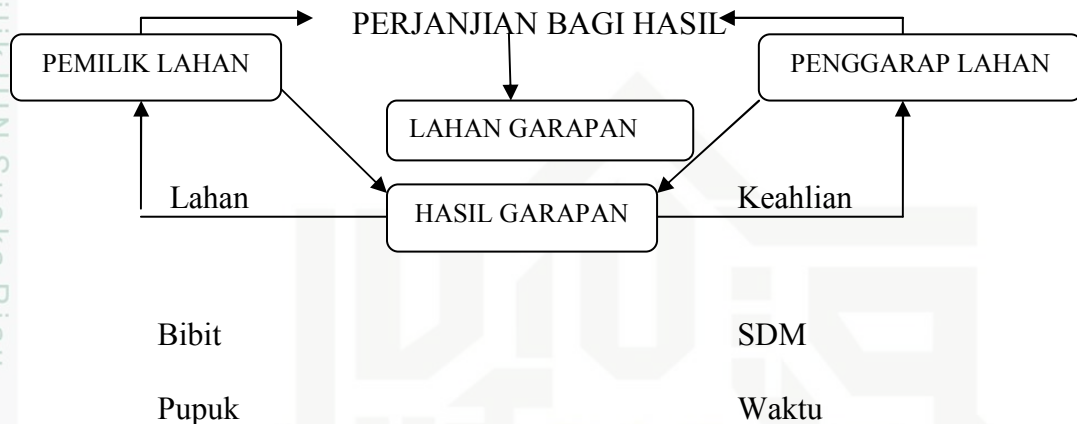 PERJANJIAN BAGI HASIL
PEMILIK LAHAN
PENGGARAP LAHAN
LAHAN GARAPAN
Lahan
HASIL GARAPAN
Keahlian
Bibit
SDM
Pupuk
Waktu